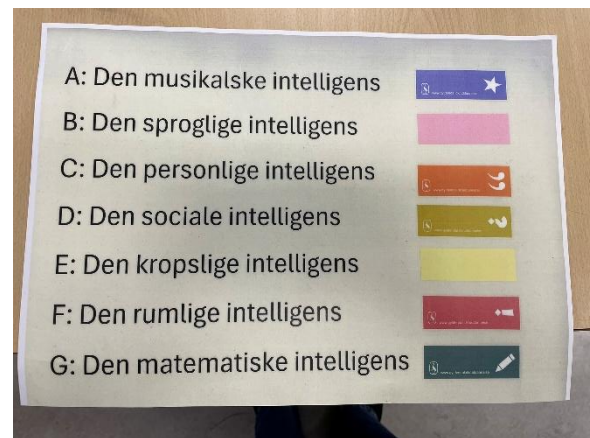 A: Den musikalske intelligens
B: Den sproglige intelligens
C: Den personlige intelligens
D: Den sociale intelligens
E: Den kropslige intelligens
F: Den rumlige intelligens
G: Den matematiske intelligens